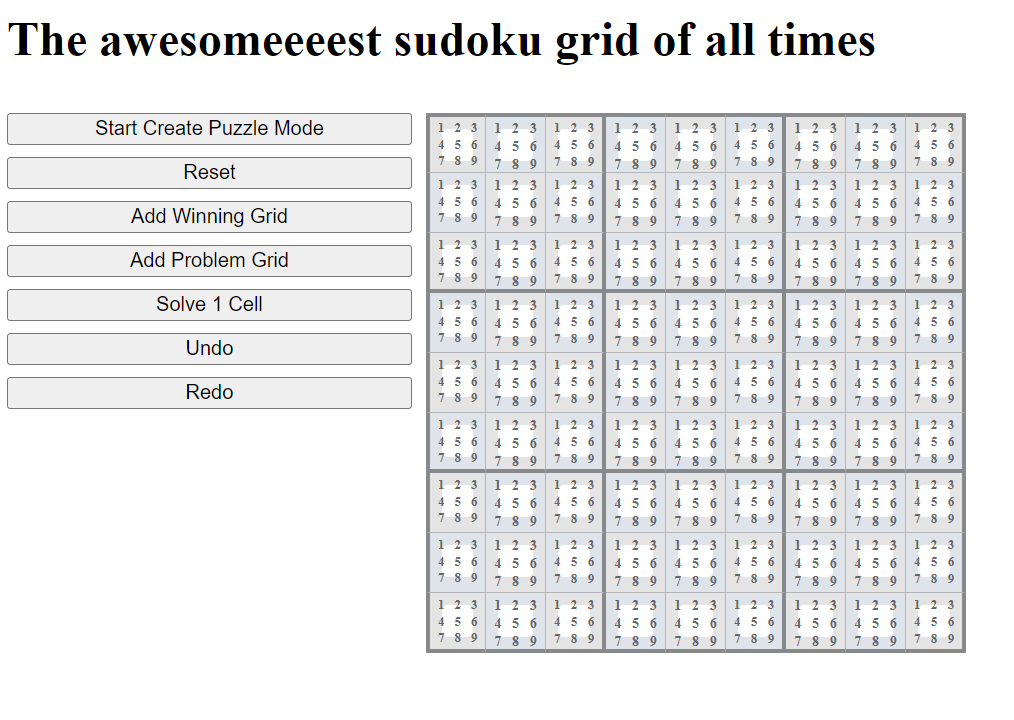 The awesomeeeest sudoku grid of all times
Start Create Puzzle Mode
Reset
Add Winning Grid
Add Problem Grid
Solve 1 Cell
Undo
Redo
1 2 3 1 2 3 1 2 3 1 2 3 1 2 3 1 2 3 1 2 3 1 2 3 1 2 3
4 5 6 4 5 6 4 5 6 4 5 6 4 5 6 4 5 6 4 5 6 4 5 6 4 5 6
7 8 9 7 8 9 7 8 9 7 8 9 7 8 9 7 8 9 7 8 9 7 8 9 7 8 9
1 2 3 1 2 3 1 2 3 1 2 3 1 2 3 1 2 3 1 2 3 1 2 3 1 2 3
4 5 6 4 5 6 4 5 6 4 5 6 4 5 6 4 5 6 4 5 6 4 5 6 4 5 6
7 8 9 7 8 9 7 8 9 7 8 9 7 8 9 7 8 9 7 8 9 7 8 9 7 8 9
1 2 3 1 2 3 1 2 3 1 2 3 1 2 3 1 2 3 1 2 3 1 2 3 1 2 3
4 5 6 4 5 6 4 5 6 4 5 6 4 5 6 4 5 6 4 5 6 4 5 6 4 5 6
7 8 9 7 8 9 7 8 9 7 8 9 7 8 9 7 8 9 7 8 9 7 8 9 7 8 9
1 2 3 1 2 3 1 2 3 1 2 3 1 2 3 1 2 3 1 2 3 1 2 3 1 2 3
4 5 6 4 5 6 4 5 6 4 5 6 4 5 6 4 5 6 4 5 6 4 5 6 4 5 6
7 8 9 7 8 9 7 8 9 7 8 9 7 8 9 7 8 9 7 8 9 7 8 9 7 8 9
1 2 3 1 2 3 1 2 3 1 2 3 1 2 3 1 2 3 1 2 3 1 2 3 1 2 3
4 5 6 4 5 6 4 5 6 4 5 6 4 5 6 4 5 6 4 5 6 4 5 6 4 5 6
7 8 9 7 8 9 7 8 9 7 8 9 7 8 9 7 8 9 7 8 9 7 8 9 7 8 9
1 2 3 1 2 3 1 2 3 1 2 3 1 2 3 1 2 3 1 2 3 1 2 3 1 2 3
4 5 6 4 5 6 4 5 6 4 5 6 4 5 6 4 5 6 4 5 6 4 5 6 4 5 6
7 8 9 7 8 9 7 8 9 7 8 9 7 8 9 7 8 9 7 8 9 7 8 9 7 8 9
1 2 3 1 2 3 1 2 3 1 2 3 1 2 3 1 2 3 1 2 3 1 2 3 1 2 3
4 5 6 4 5 6 4 5 6 4 5 6 4 5 6 4 5 6 4 5 6 4 5 6 4 5 6
7 8 9 7 8 9 7 8 9 7 8 9 7 8 9 7 8 9 7 8 9 7 8 9 7 8 9
1 2 3 1 2 3 1 2 3 1 2 3 1 2 3 1 2 3 1 2 3 1 2 3 1 2 3
4 5 6 4 5 6 4 5 6 4 5 6 4 5 6 4 5 6 4 5 6 4 5 6 4 5 6
7 8 9 7 8 9 7 8 9 7 8 9 7 8 9 7 8 9 7 8 9 7 8 9 7 8 9
1 2 3 1 2 3 1 2 3 1 2 3 1 2 3 1 2 3 1 2 3 1 2 3 1 2 3
4 5 6 4 5 6 4 5 6 4 5 6 4 5 6 4 5 6 4 5 6 4 5 6 4 5 6
7 8 9 7 8 9 7 8 9 7 8 9 7 8 9 7 8 9 7 8 9 7 8 9 7 8 9